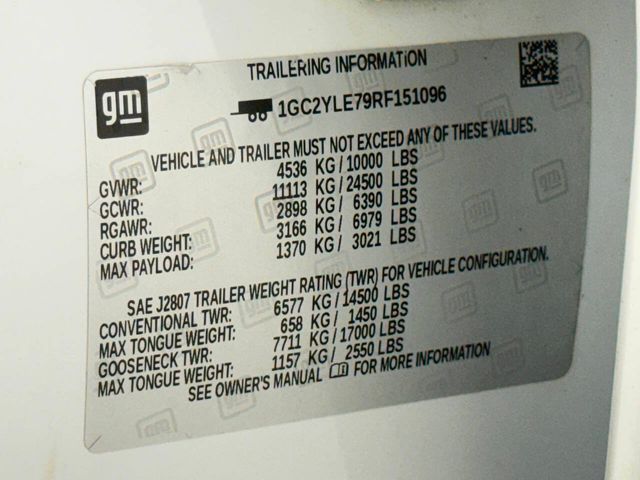 gm
TRAILERING INFORMATION
1GC2YLE79RF151096
VEHICLE AND TRAILER MUST NOT EXCEED ANY OF THESE VALUES.
GVWR: 4536 KG/10000 LBS
GCWR: 11113 KG/24500 LBS
RGAWR: 2898 KG/ 6390 LBS
CURB WEIGHT: 3166 KG/ 6979 LBS
MAX PAYLOAD: 1370 KG/ 3021 LBS
SAE J2807 TRAILER WEIGHT RATING (TWR) FOR VEHICLE CONFIGURATION.
CONVENTIONAL TWR: 6577 KG/14500 LBS
MAX TONGUE WEIGHT: 658 KG/ 1450 LBS
GOOSENECK TWR: 7711 KG/17000 LBS
MAX TONGUE WEIGHT: 1157 KG/ 2550 LBS
SEE OWNER'S MANUAL FOR MORE INFORMATION